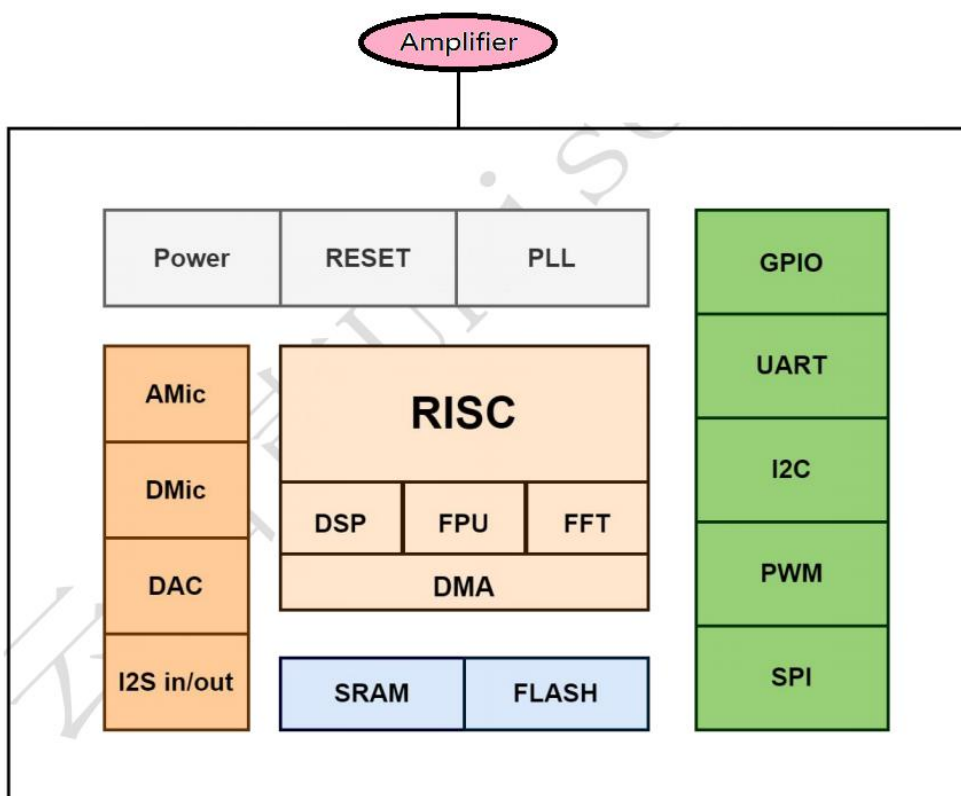 Amplifier
Power
RESET
PLL
GPIO
UART
I2C
PWM
SPI
AMic
DMic
DAC
I2S in/out
RISC
DSP
FPU
FFT
DMA
SRAM
FLASH